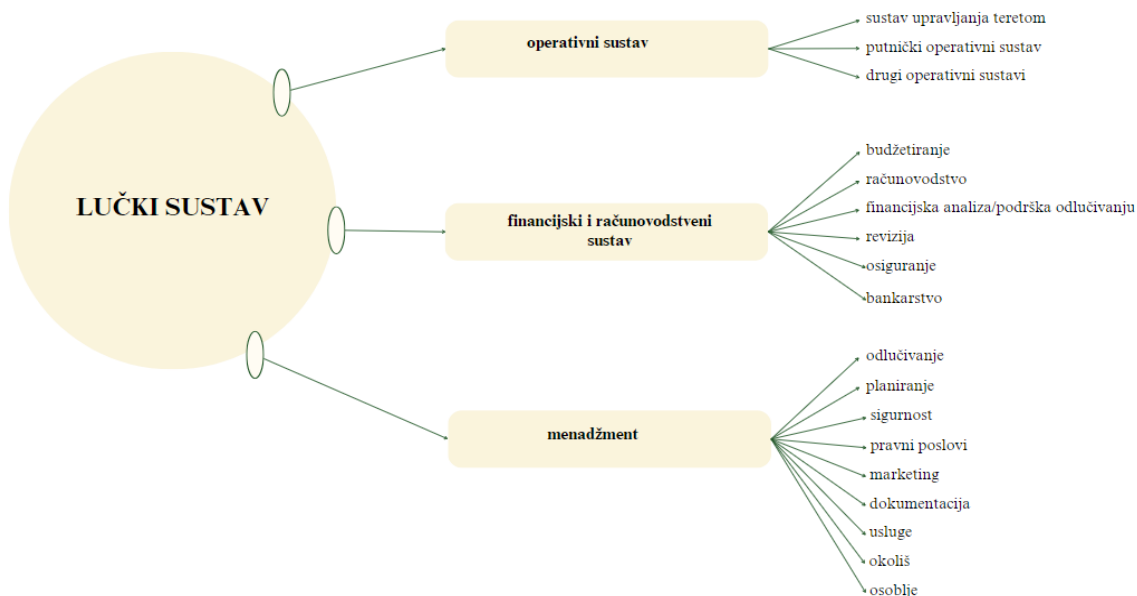 LUČKI SUSTAV
operativni sustav
sustav upravljanja teretom
putnički operativni sustav
drugi operativni sustavi
financijski i računovodstveni
sustav
budžetiranje
računovodstvo
financijska analiza/podrška odlučivanju
revizija
osiguranje
bankarstvo
menadžment
odlučivanje
planiranje
sigurnost
pravni poslovi
marketing
dokumentacija
usluge
okoliš
osoblje